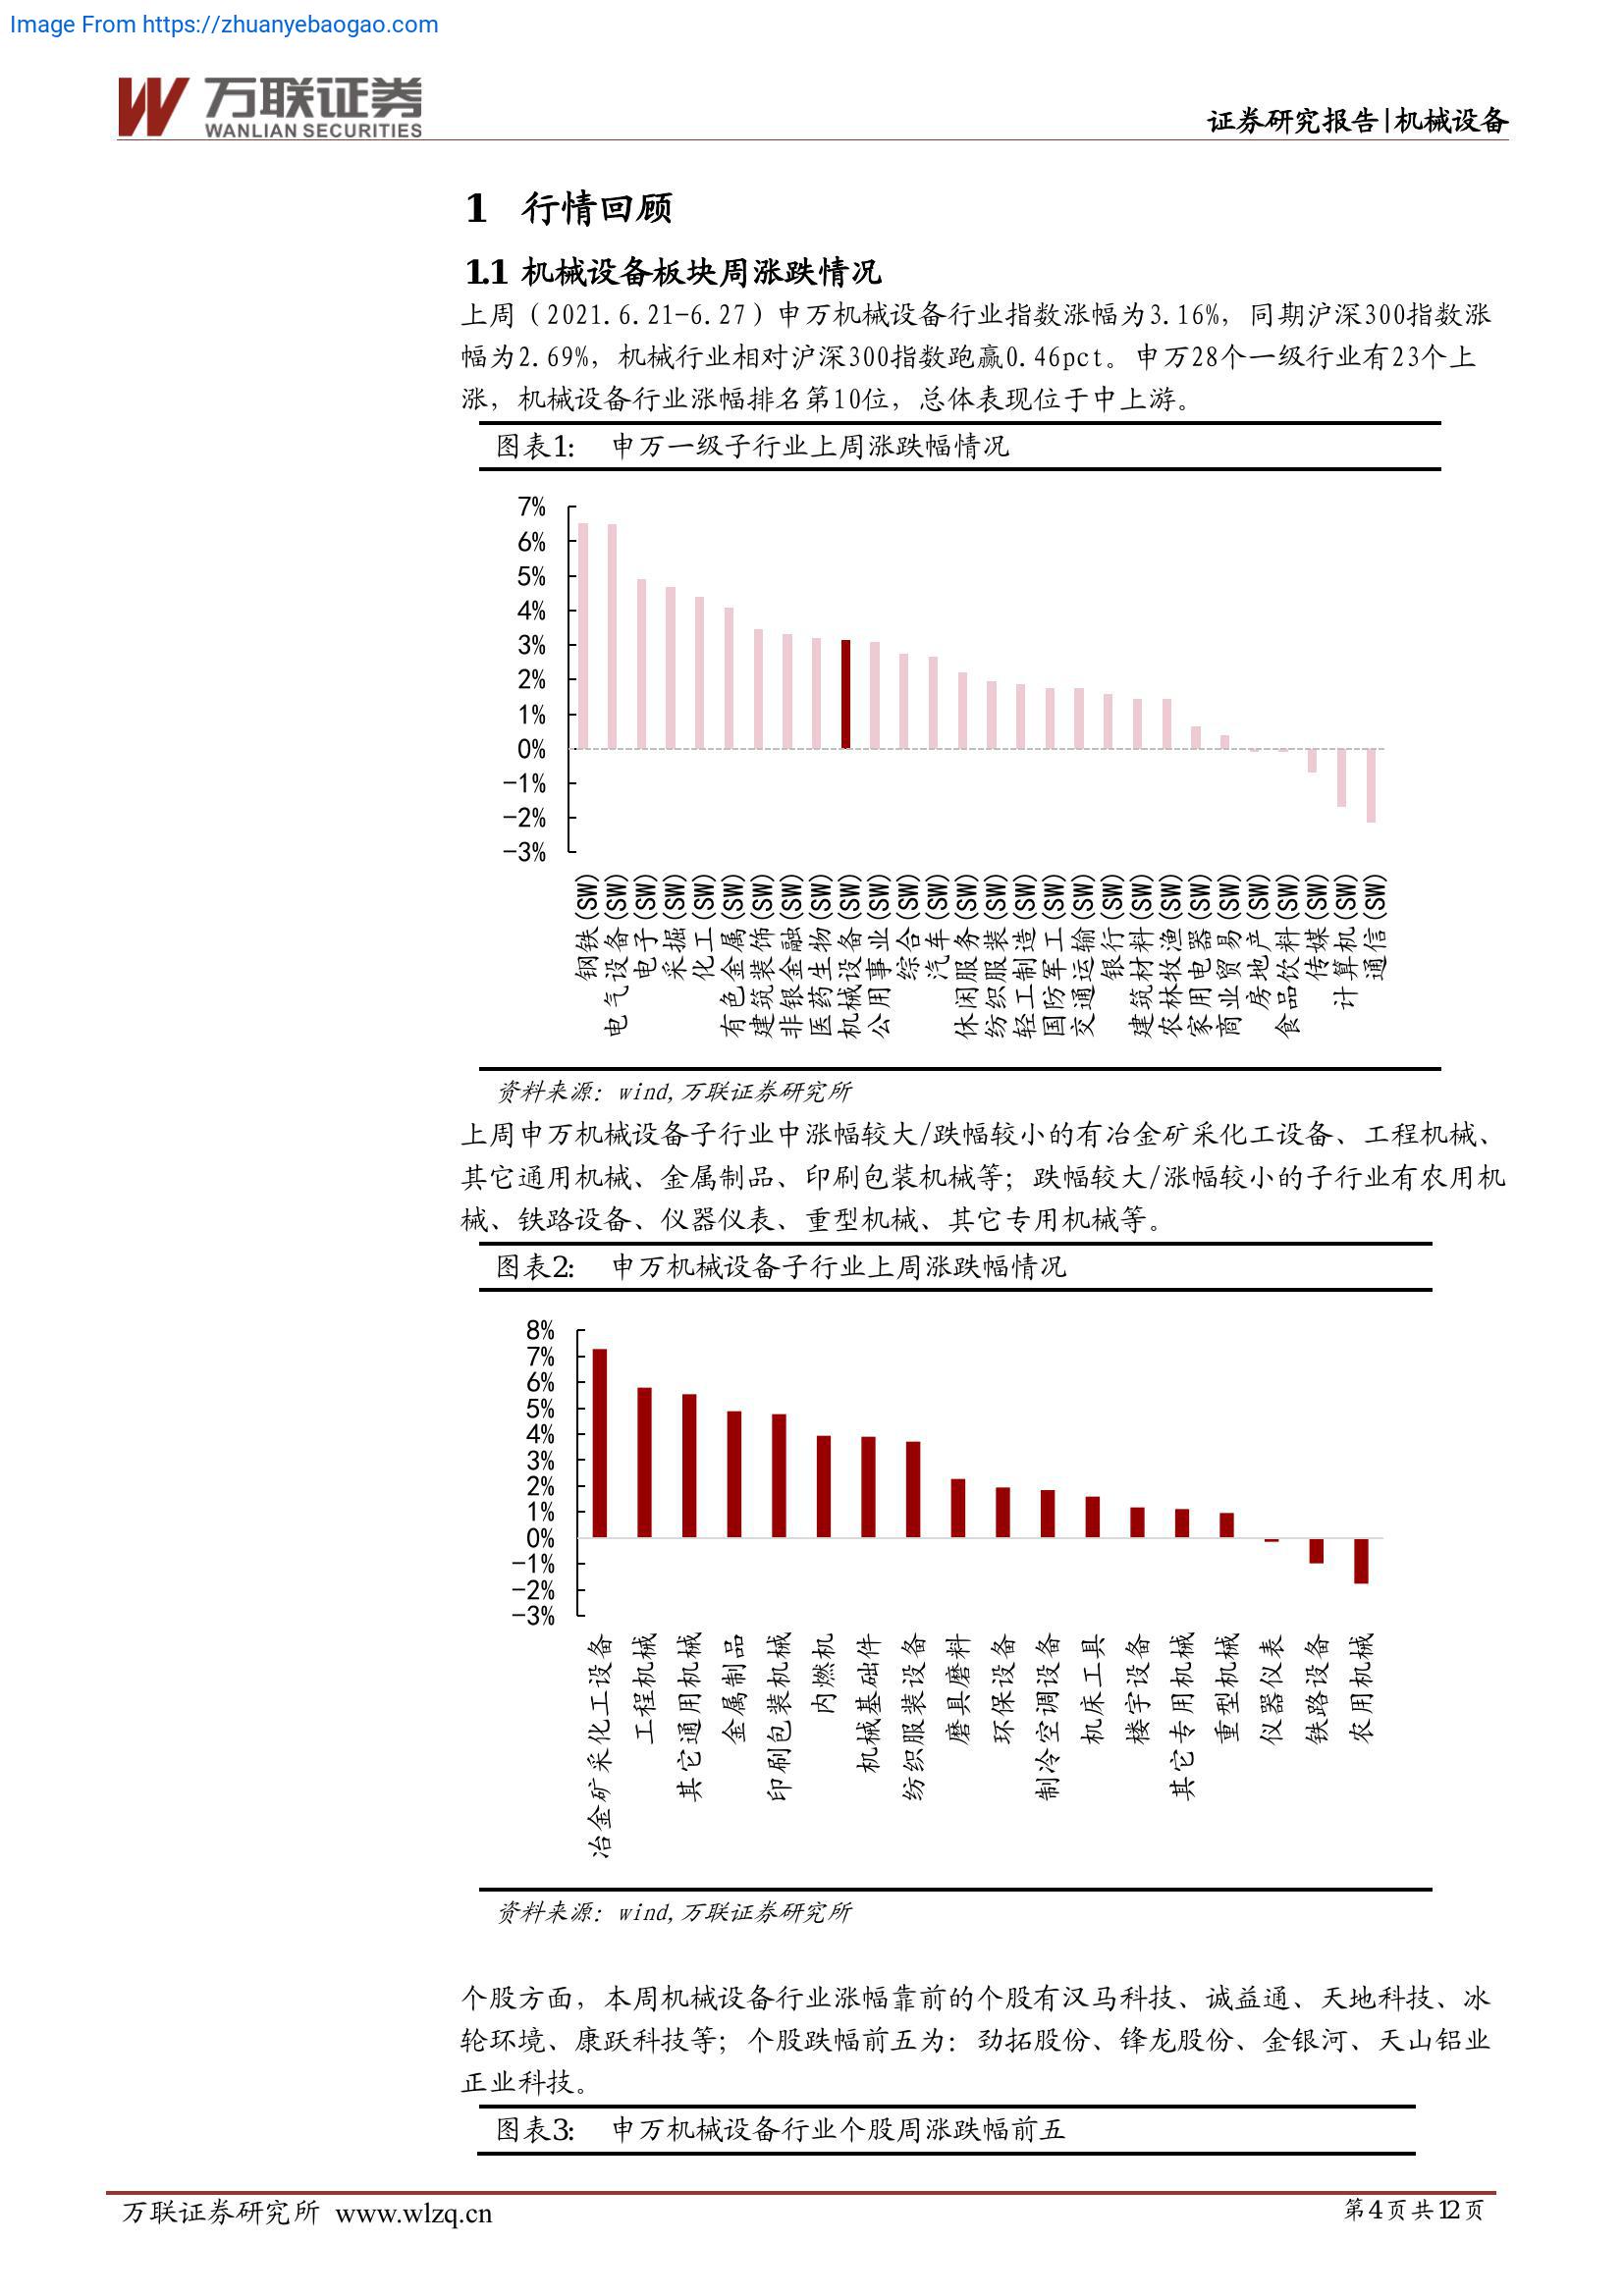 Image From https://zhuanyebaogao.com
万联证券
WANLIAN SECURITIES
证券研究报告|机械设备
1 行情回顾
1.1 机械设备板块周涨跌情况
上周（2021.6.21-6.27）申万机械设备行业指数涨幅为3.16%，同期沪深300指数涨
幅为2.69%，机械行业相对沪深300指数跑赢0.46pct。申万28个一级行业有23个上
涨，机械设备行业涨幅排名第10位，总体表现位于中上游。
图表1: 申万一级子行业上周涨跌幅情况
7%
6%
5%
4%
3%
2%
1%
0%
-1%
-2%
-3%
钢铁(SW)
电气设备(SW)
电子(SW)
采掘(SW)
化工(SW)
有色金属(SW)
建筑装饰(SW)
非银金融(SW)
医药生物(SW)
机械设备(SW)
公用事业(SW)
综合(SW)
汽车(SW)
休闲服务(SW)
纺织服装(SW)
轻工制造(SW)
国防军工(SW)
交通运输(SW)
银行(SW)
建筑材料(SW)
农林牧渔(SW)
家用电器(SW)
商业贸易(SW)
房地产(SW)
食品饮料(SW)
传媒(SW)
计算机(SW)
通信(SW)
资料来源：wind,万联证券研究所
上周申万机械设备子行业中涨幅较大/跌幅较小的有冶金矿采化工设备、工程机械、
其它通用机械、金属制品、印刷包装机械等；跌幅较大/涨幅较小的子行业有农用机
械、铁路设备、仪器仪表、重型机械、其它专用机械等。
图表2: 申万机械设备子行业上周涨跌幅情况
8%
7%
6%
5%
4%
3%
2%
1%
0%
-1%
-2%
-3%
冶金矿采化工设备
工程机械
其它通用机械
金属制品
印刷包装机械
内燃机
机械基础件
纺织服装设备
磨具磨料
环保设备
制冷空调设备
机床工具
楼宇设备
其它专用机械
重型机械
仪器仪表
铁路设备
农用机械
资料来源：wind,万联证券研究所
个股方面，本周机械设备行业涨幅靠前的个股有汉马科技、诚益通、天地科技、冰
轮环境、康跃科技等；个股跌幅前五为：劲拓股份、锋龙股份、金银河、天山铝业
正业科技。
图表3: 申万机械设备行业个股周涨跌幅前五
万联证券研究所 www.wlzq.cn
第4页共12页